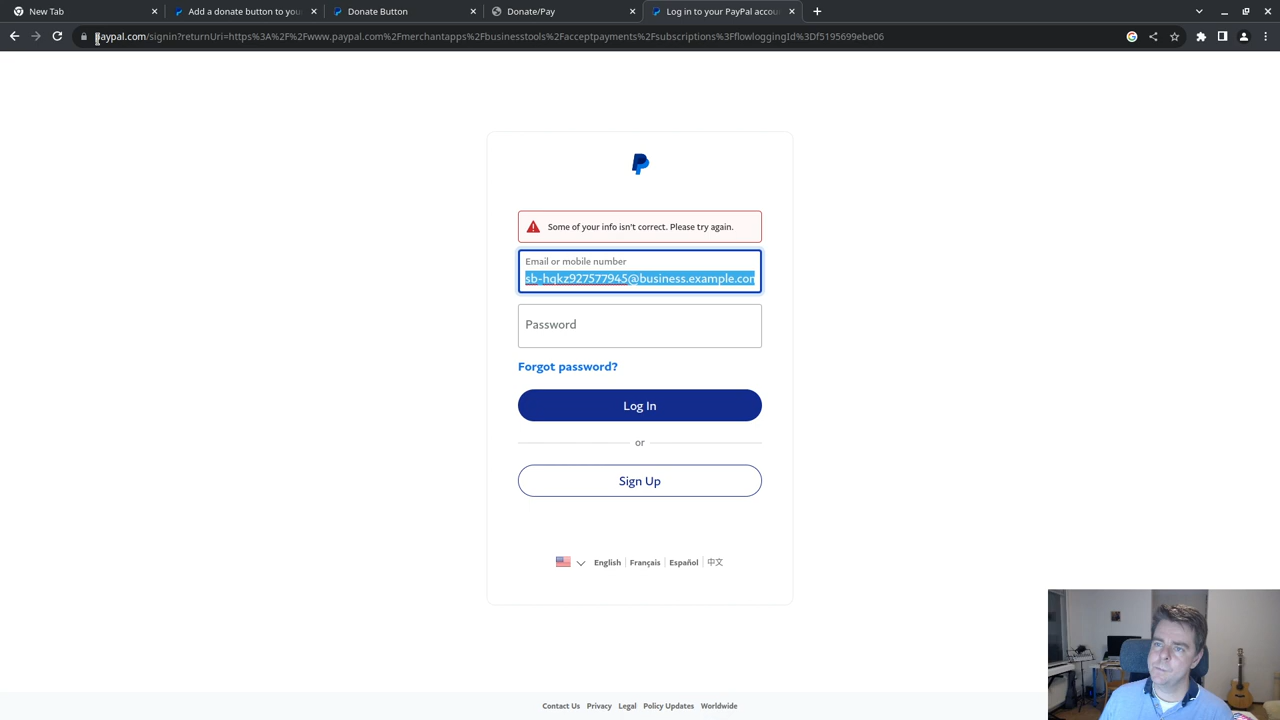 New Tab
Add a donate button to you
Donate Button
Donate/Pay
Log in to your PayPal accou
paypal.com/signin?returnUri=https%3A%2F%2Fwww.paypal.com%2Fmerchantapps%2Fbusinesstools%2Facceptpayments%2Fsubscriptions%3FflowloggingId%3Df5195699ebe06
Some of your info isn't correct. Please try again.
Email or mobile number
sb-hqkz927577945@business.example.com
Password
Forgot password?
Log In
or
Sign Up
English
Français
Español
中文
Contact Us
Privacy
Legal
Policy Updates
Worldwide